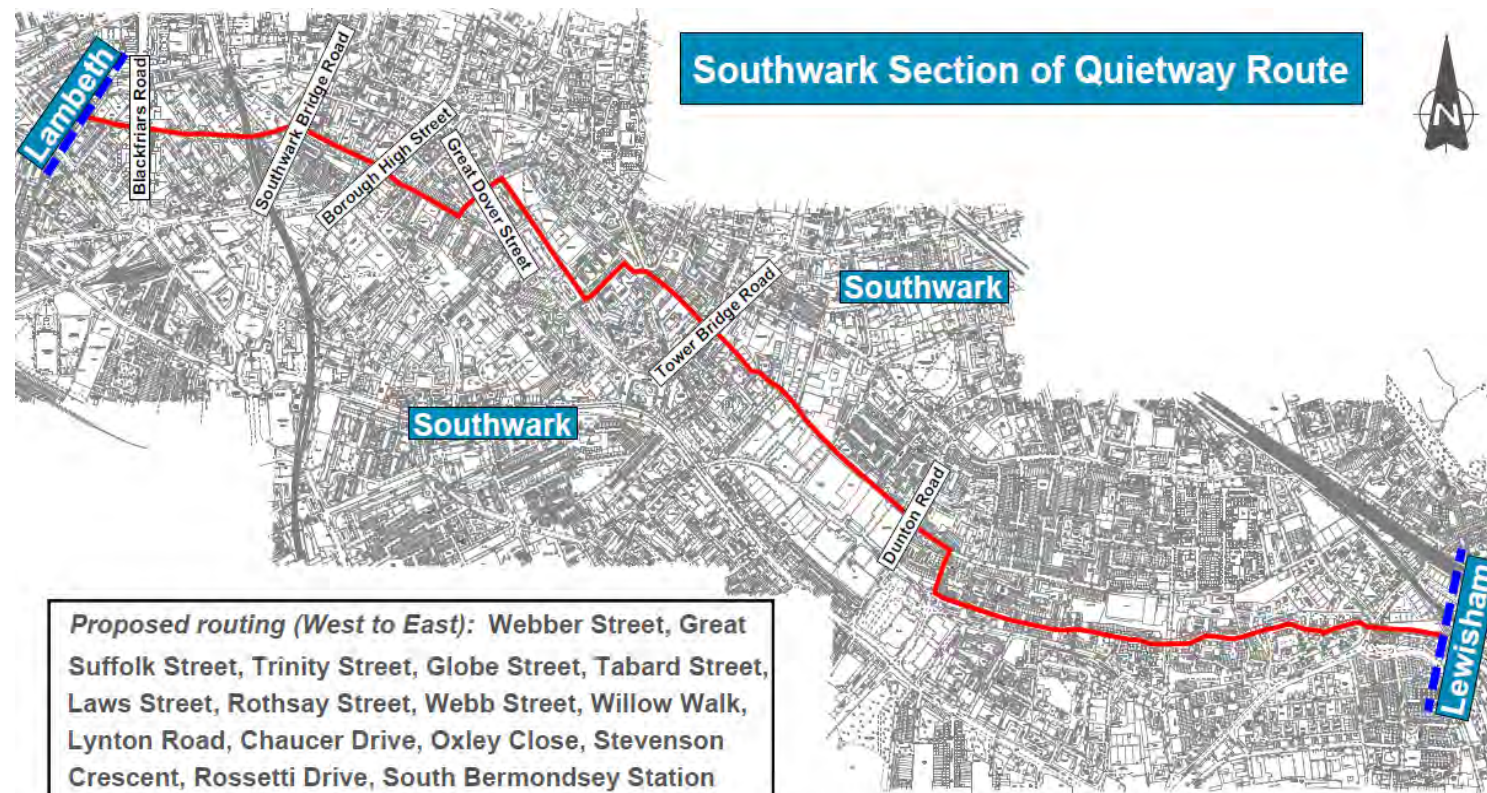 Southwark Section of Quietway Route
N
Lambeth
Blackfriars Road
Southwark Bridge Road
Borough High Street
Great Dover Street
Tower Bridge Road
Southwark
Southwark
Dunton Road
Lewisham
Proposed routing (West to East): Webber Street, Great
Suffolk Street, Trinity Street, Globe Street, Tabard Street,
Laws Street, Rothsay Street, Webb Street, Willow Walk,
Lynton Road, Chaucer Drive, Oxley Close, Stevenson
Crescent, Rossetti Drive, South Bermondsey Station